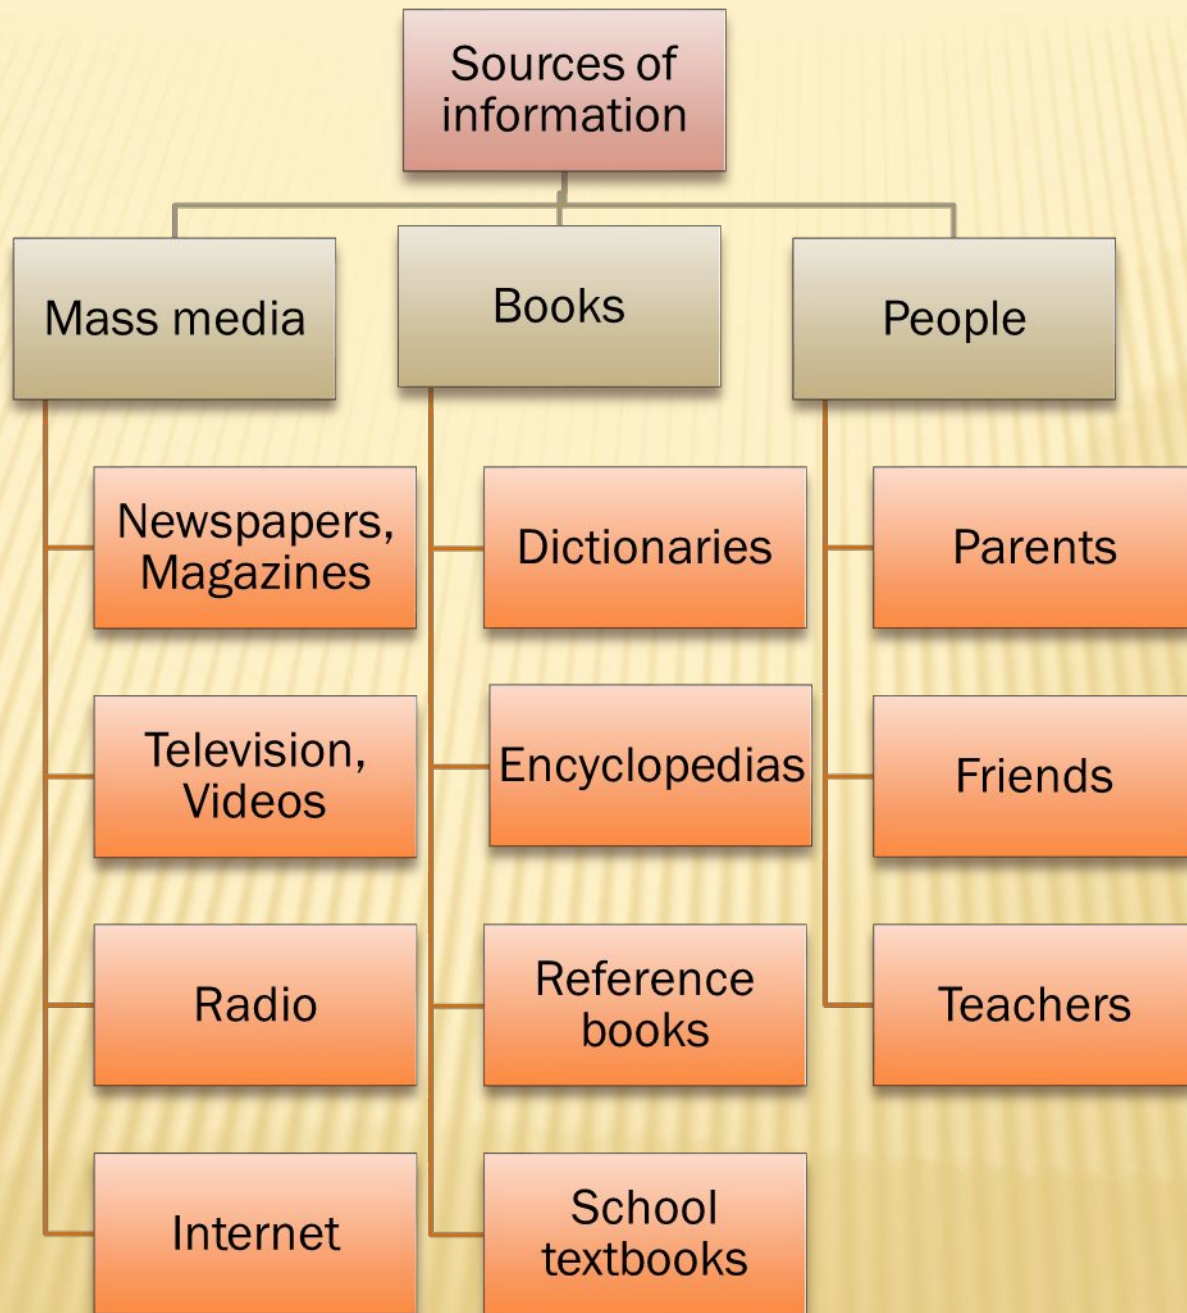 Sources of
information
Mass media
Books
People
Newspapers,
Magazines
Television,
Videos
Radio
Internet
Dictionaries
Encyclopedias
Reference
books
School
textbooks
Parents
Friends
Teachers